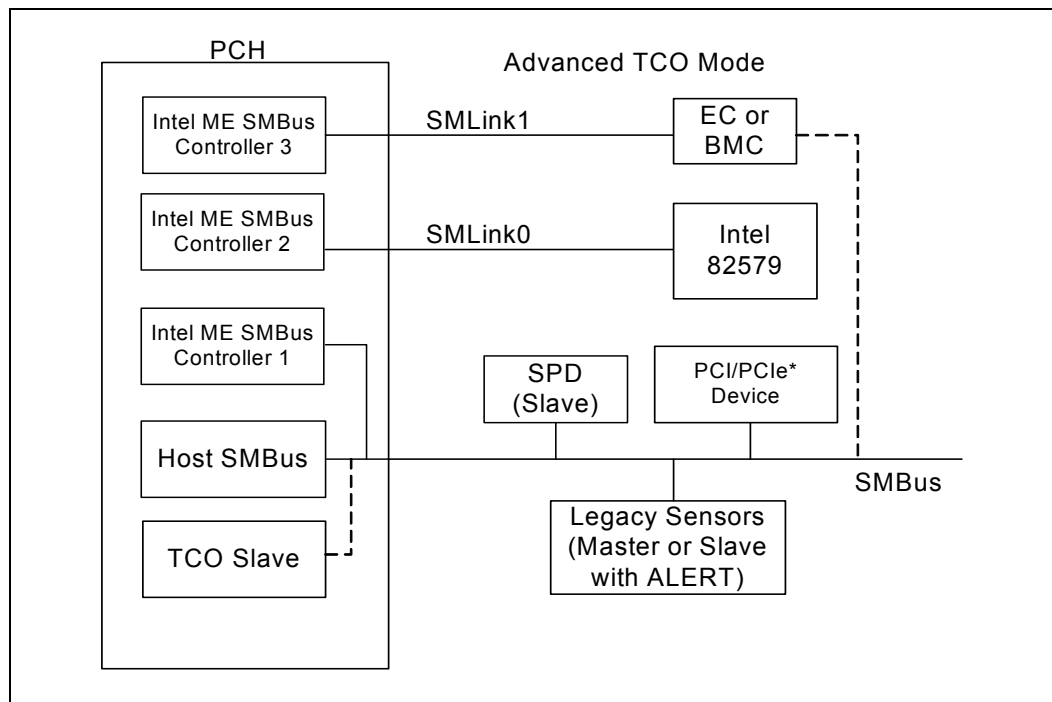 PCH
Advanced TCO Mode
Intel ME SMBus
Controller 3
SMLink1
EC or
BMC
Intel ME SMBus
Controller 2
SMLink0
Intel
82579
Intel ME SMBus
Controller 1
SPD
(Slave)
PCI/PCIe*
Device
Host SMBus
SMBus
TCO Slave
Legacy Sensors
(Master or Slave
with ALERT)